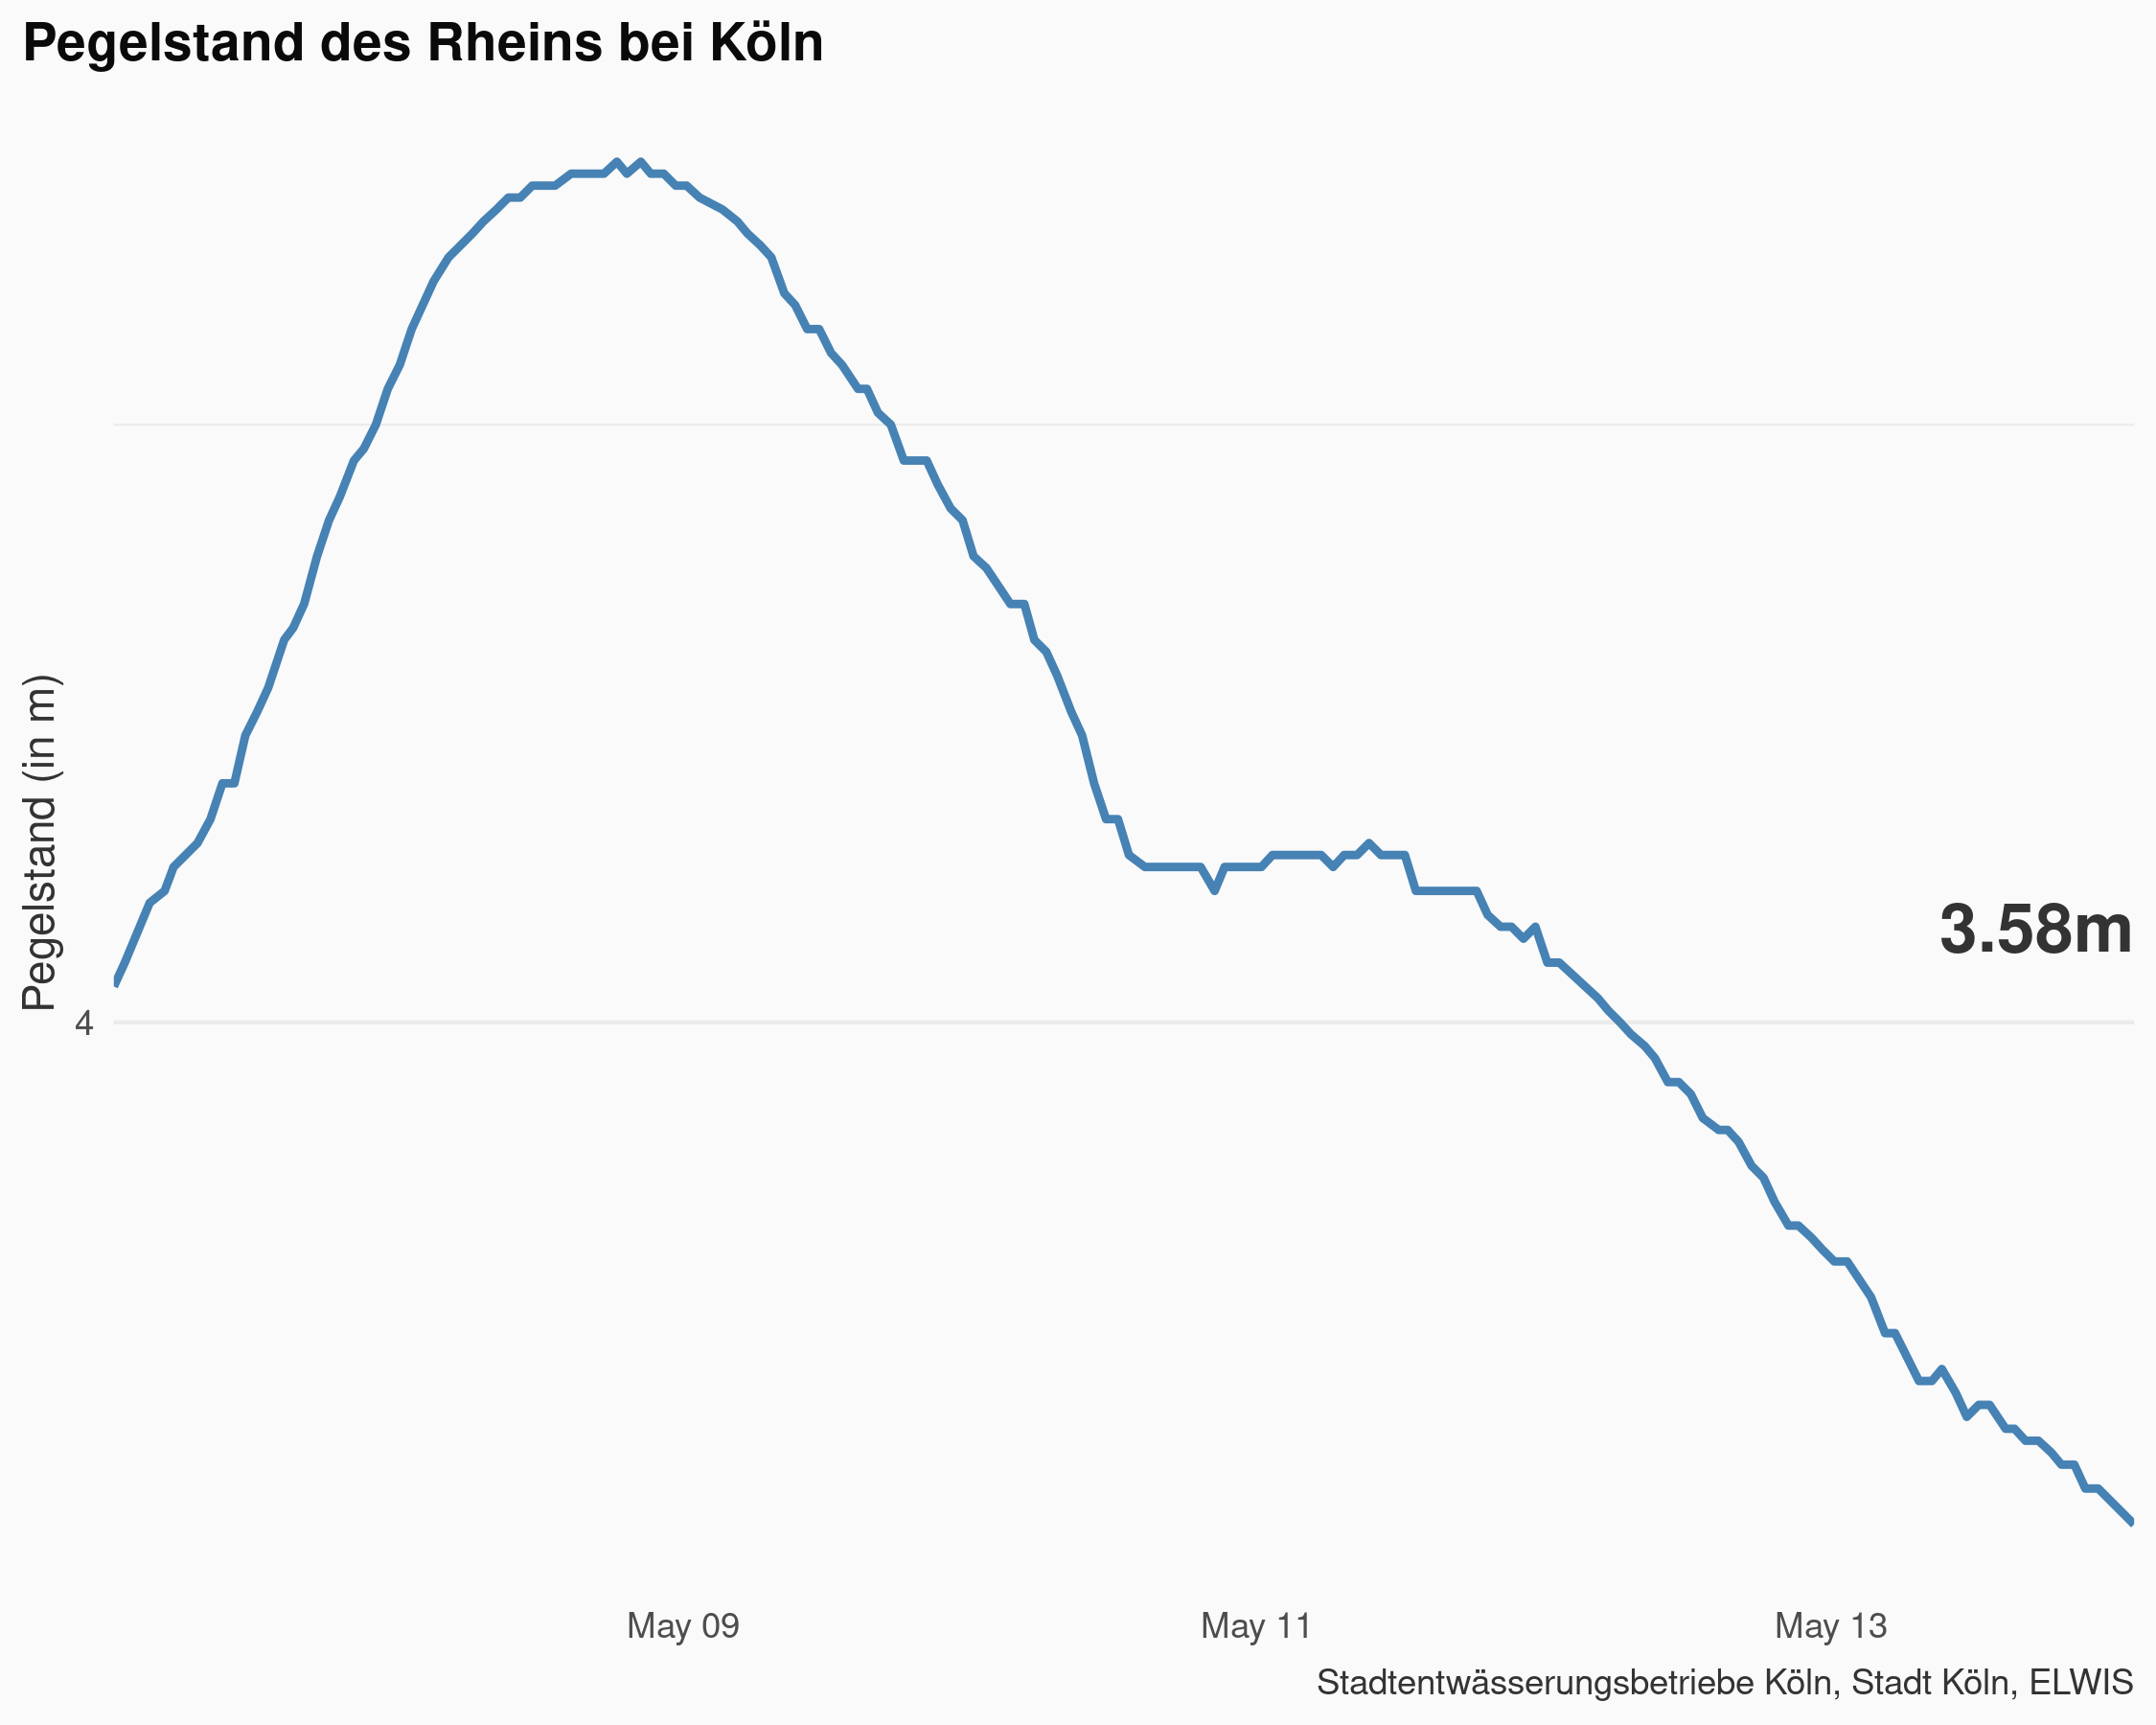 Pegelstand des Rheins bei Köln
Pegelstand (in m)
3.58m
4
May 09
May 11
May 13
Stadtentwässerungsbetriebe Köln, Stadt Köln, ELWIS